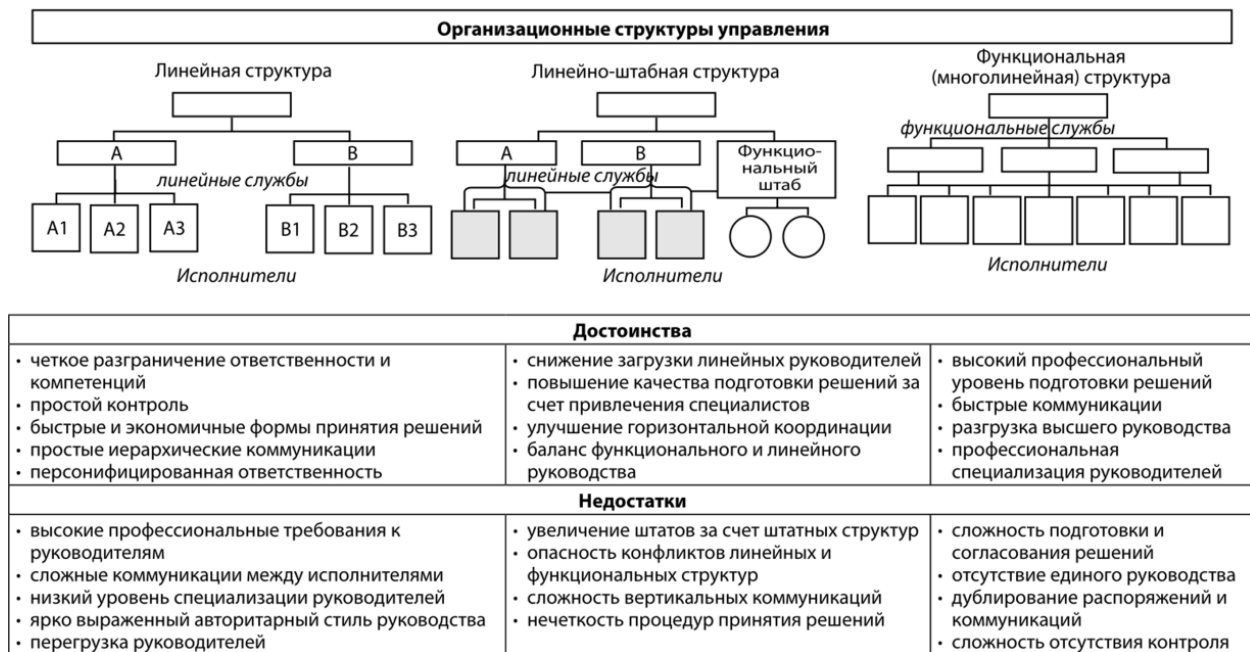 Организационные структуры управления
Линейная структура
A
B
линейные службы
A1
A2
A3
B1
B2
B3
Исполнители
Линейно-штабная структура
A
B
Функцио-
нальный
штаб
линейные службы
Исполнители
Функциональная
(многолинейная) структура
функциональные службы
Исполнители
Достоинства
• четкое разграничение ответственности и
компетенций
• простой контроль
• быстрые и экономичные формы принятия решений
• простые иерархические коммуникации
• персонифицированная ответственность
• снижение загрузки линейных руководителей
• повышение качества подготовки решений за
счет привлечения специалистов
• улучшение горизонтальной координации
• баланс функционального и линейного
руководства
• высокий профессиональный
уровень подготовки решений
• быстрые коммуникации
• разгрузка высшего руководства
• профессиональная
специализация руководителей
Недостатки
• высокие профессиональные требования к
руководителям
• сложные коммуникации между исполнителями
• низкий уровень специализации руководителей
• ярко выраженный авторитарный стиль руководства
• перегрузка руководителей
• увеличение штатов за счет штатных структур
• опасность конфликтов линейных и
функциональных структур
• сложность вертикальных коммуникаций
• нечеткость процедур принятия решений
• сложность подготовки и
согласования решений
• отсутствие единого руководства
• дублирование распоряжений и
коммуникаций
• сложность отсутствия контроля